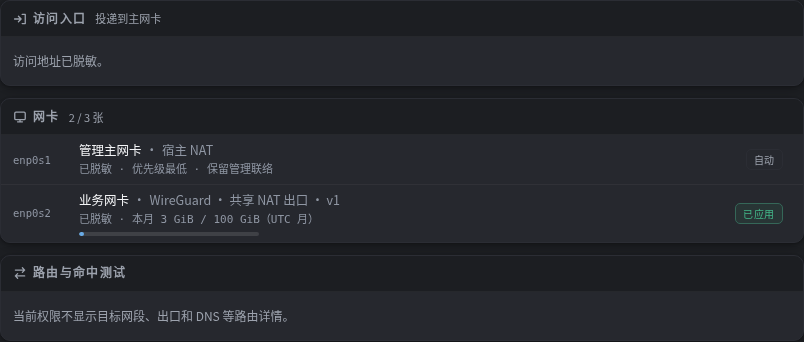 访问入口 投递到主网卡
访问地址已脱敏。
网卡 2 / 3 张
enp0s1
管理主网卡 · 宿主 NAT
已脱敏 · 优先级最低 · 保留管理联络
自动
enp0s2
业务网卡 · WireGuard · 共享 NAT 出口 · v1
已脱敏 · 本月 3 GiB / 100 GiB（UTC 月）
已应用
路由与命中测试
当前权限不显示目标网段、出口和 DNS 等路由详情。